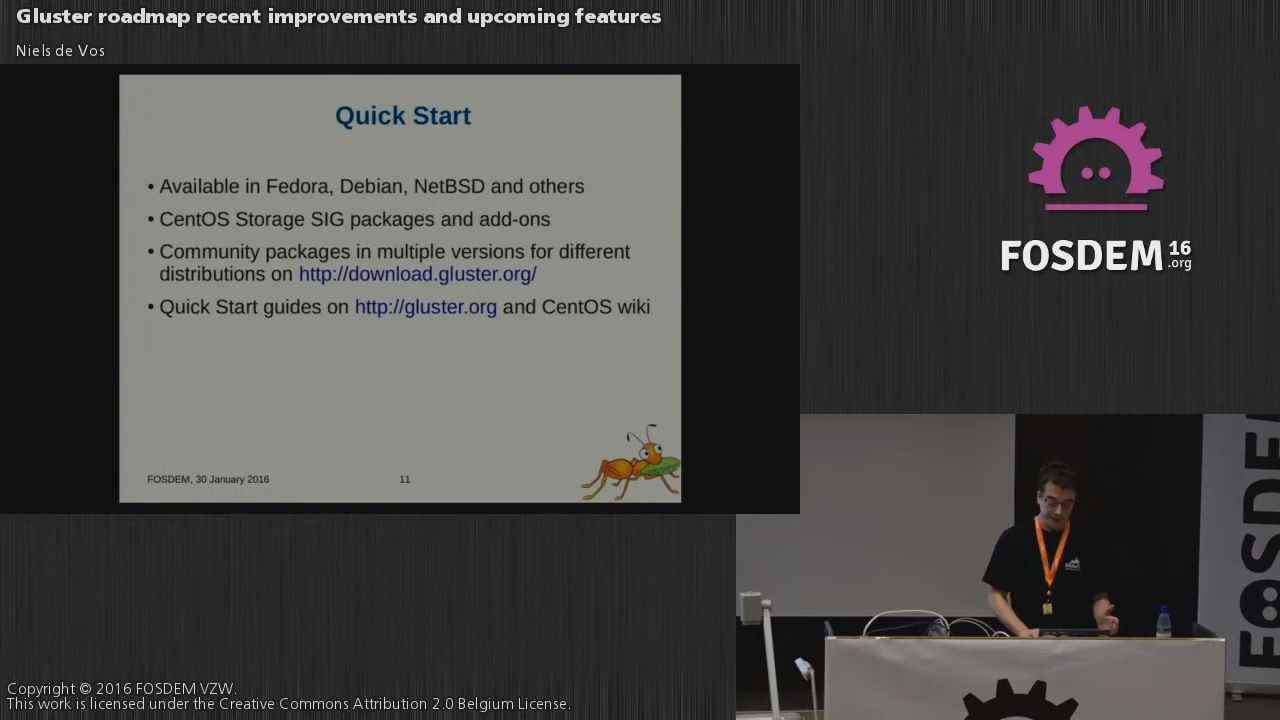 Gluster roadmap recent improvements and upcoming features
Niels de Vos
Quick Start
• Available in Fedora, Debian, NetBSD and others
• CentOS Storage SIG packages and add-ons
• Community packages in multiple versions for different
distributions on http://download.gluster.org/
• Quick Start guides on http://gluster.org and CentOS wiki
FOSDEM, 30 January 2016
11
FOSDEM 16
.org
FOSDEM
Copyright © 2016 FOSDEM VZW.
This work is licensed under the Creative Commons Attribution 2.0 Belgium License.